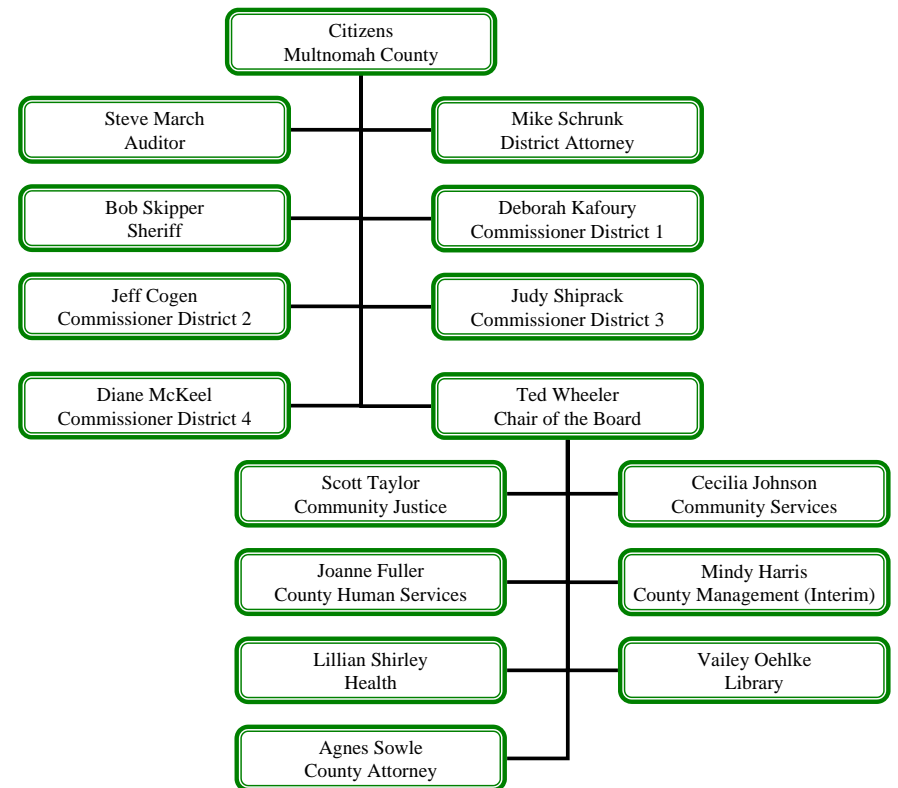 Citizens
Multnomah County
Steve March
Auditor
Mike Schrunk
District Attorney
Bob Skipper
Sheriff
Deborah Kafoury
Commissioner District 1
Jeff Cogen
Commissioner District 2
Judy Shiprack
Commissioner District 3
Diane McKeel
Commissioner District 4
Ted Wheeler
Chair of the Board
Scott Taylor
Community Justice
Cecilia Johnson
Community Services
Joanne Fuller
County Human Services
Mindy Harris
County Management (Interim)
Lillian Shirley
Health
Vailey Oehlke
Library
Agnes Sowle
County Attorney